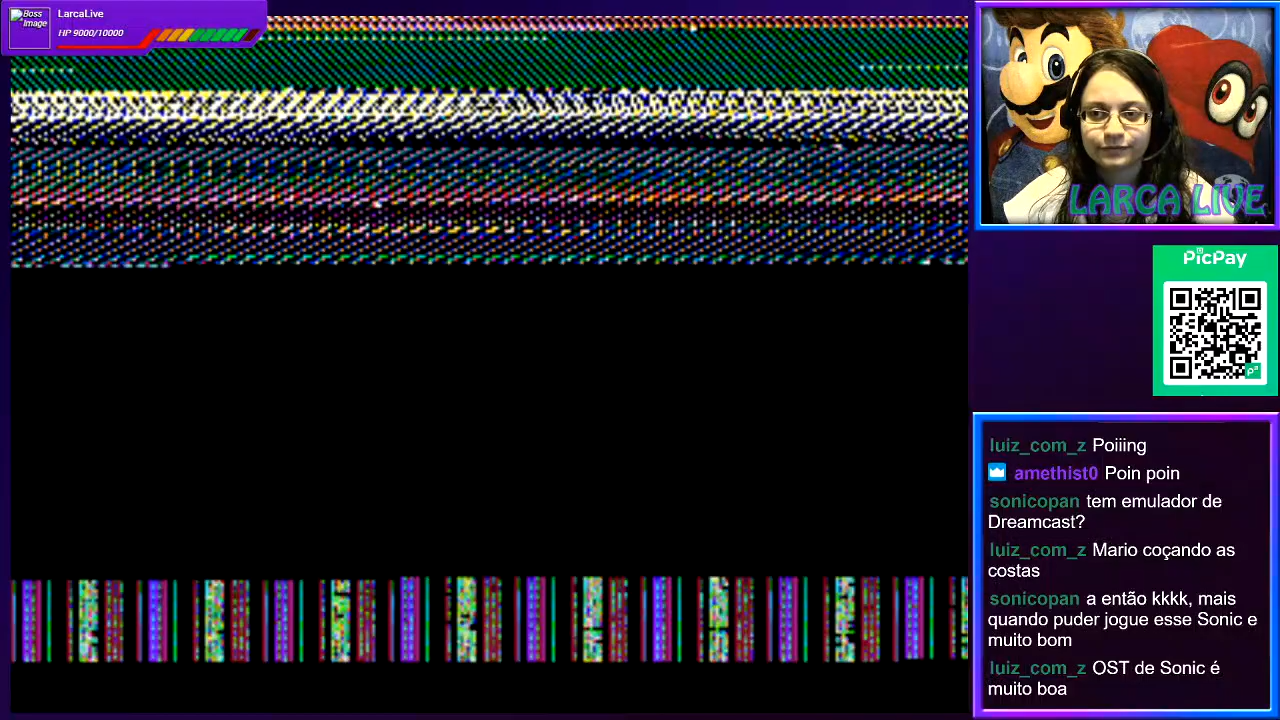 Boss
Image
LarcaLive
HP 9000/10000
LARCA LIVE
PicPay
luiz_com_z Poiiing
amethist0 Poin poin
sonicopan tem emulador de
Dreamcast?
luiz_com_z Mario coçando as
costas
sonicopan a então kkkk, mais
quando puder jogue esse Sonic e
muito bom
luiz_com_z OST de Sonic é
muito boa